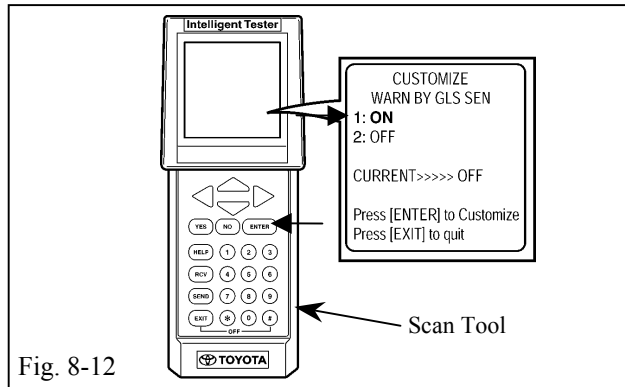 Intelligent Tester
CUSTOMIZE
WARN BY GLS SEN
1: ON
2: OFF
CURRENT>>>>> OFF
Press [ENTER] to Customize
Press [EXIT] to quit
YES NO ENTER
HELP 1 2 3
RCV 4 5 6
SEND 7 8 9
EXIT * 0 #
OFF
TOYOTA
Scan Tool
Fig. 8-12